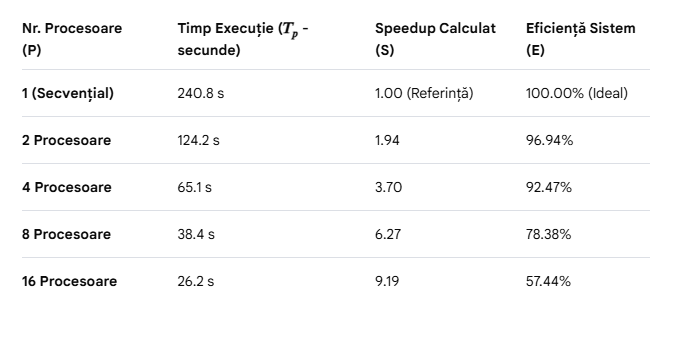 Nr. Procesoare (P) Timp Execuție (Tₚ - secunde) Speedup Calculat (S) Eficiență Sistem (E)
1 (Secvențial) 240.8 s 1.00 (Referință) 100.00% (Ideal)
2 Procesoare 124.2 s 1.94 96.94%
4 Procesoare 65.1 s 3.70 92.47%
8 Procesoare 38.4 s 6.27 78.38%
16 Procesoare 26.2 s 9.19 57.44%